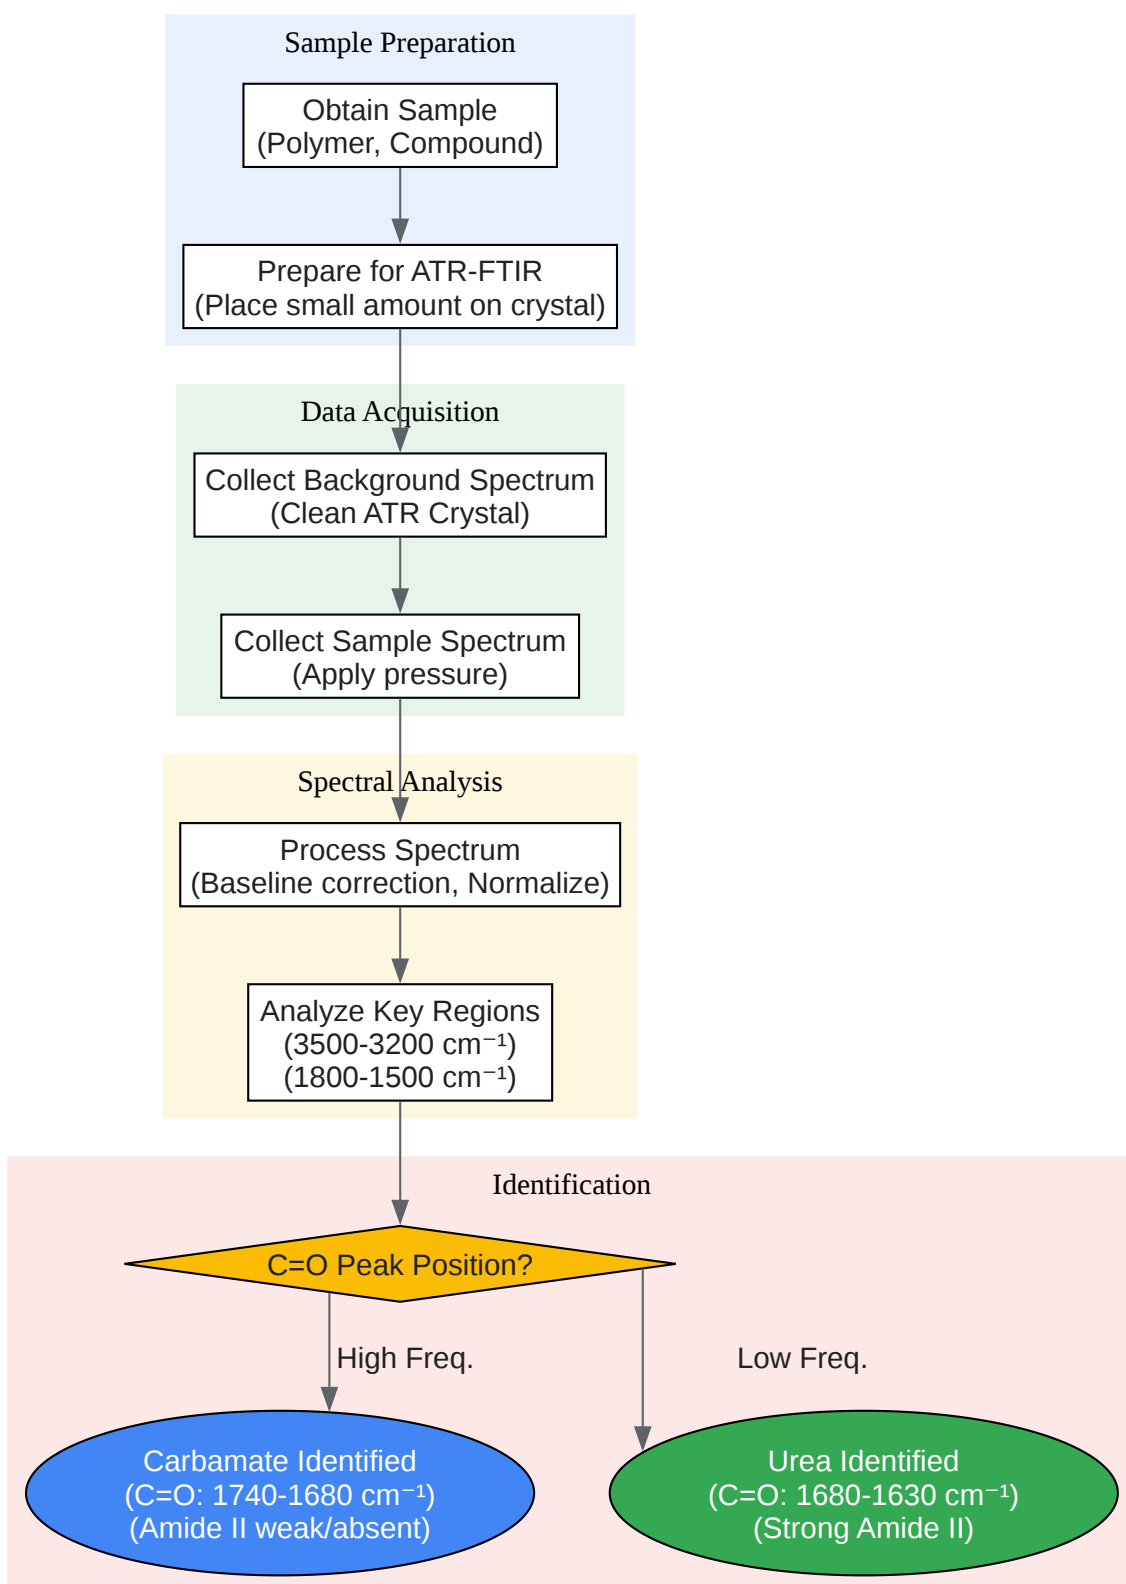 Sample Preparation
Obtain Sample
(Polymer, Compound)
Prepare for ATR-FTIR
(Place small amount on crystal)
Data Acquisition
Collect Background Spectrum
(Clean ATR Crystal)
Collect Sample Spectrum
(Apply pressure)
Spectral Analysis
Process Spectrum
(Baseline correction, Normalize)
Analyze Key Regions
(3500-3200 cm⁻¹)
(1800-1500 cm⁻¹)
Identification
C=O Peak Position?
High Freq.
Low Freq.
Carbamate Identified
(C=O: 1740-1680 cm⁻¹)
(Amide II weak/absent)
Urea Identified
(C=O: 1680-1630 cm⁻¹)
(Strong Amide II)